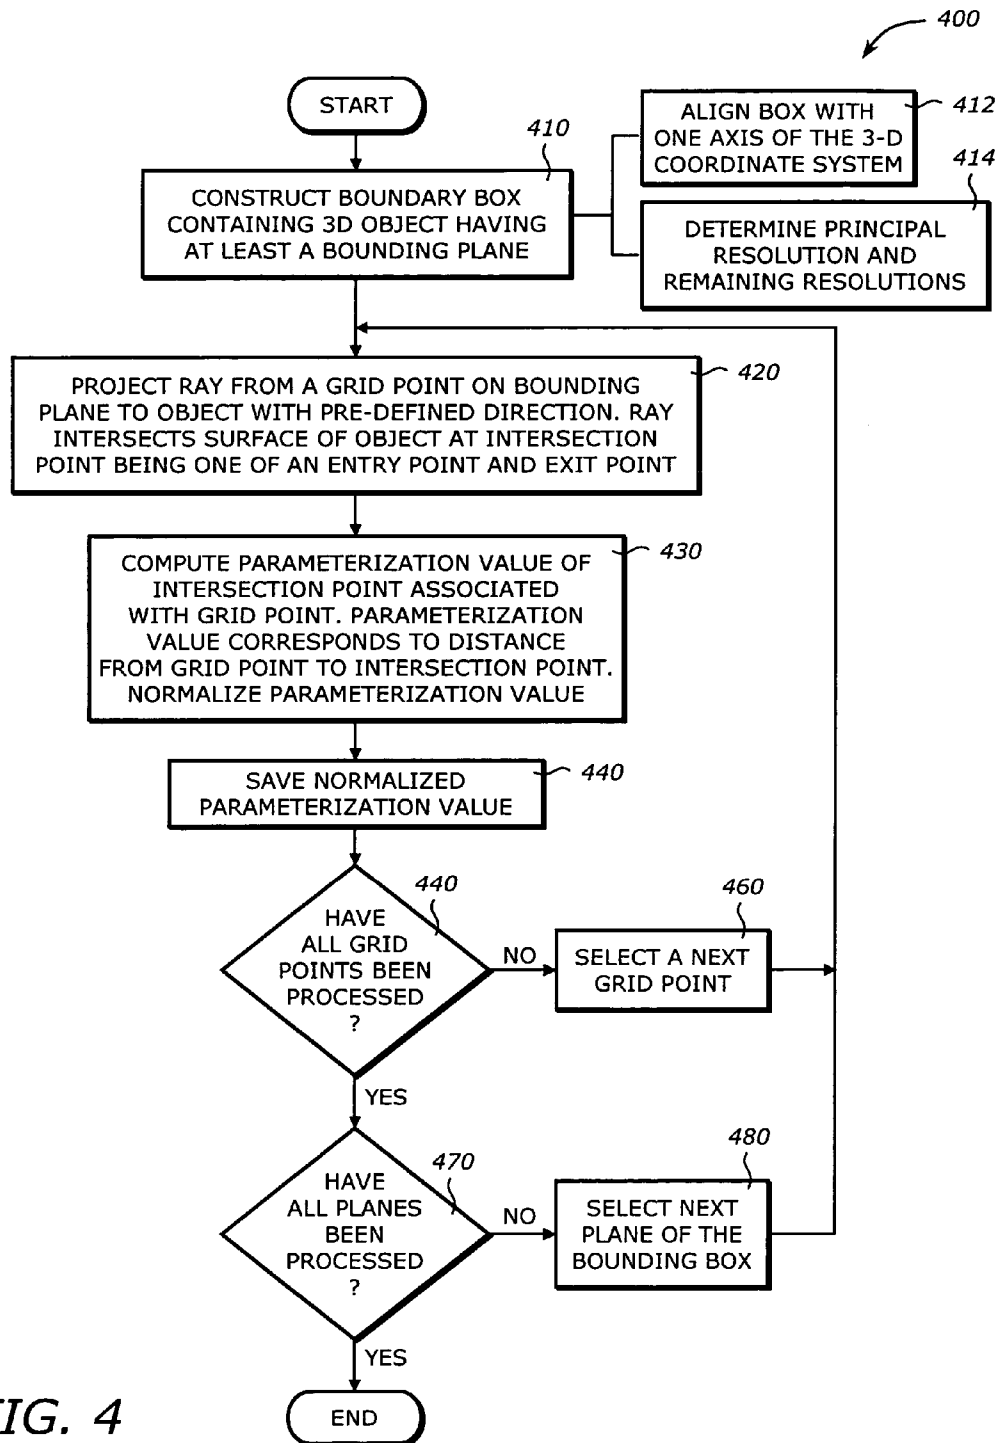 400
START
410
CONSTRUCT BOUNDARY BOX
CONTAINING 3D OBJECT HAVING
AT LEAST A BOUNDING PLANE
ALIGN BOX WITH
ONE AXIS OF THE 3-D
COORDINATE SYSTEM
412
414
DETERMINE PRINCIPAL
RESOLUTION AND
REMAINING RESOLUTIONS
PROJECT RAY FROM A GRID POINT ON BOUNDING
PLANE TO OBJECT WITH PRE-DEFINED DIRECTION. RAY
INTERSECTS SURFACE OF OBJECT AT INTERSECTION
POINT BEING ONE OF AN ENTRY POINT AND EXIT POINT
420
COMPUTE PARAMETERIZATION VALUE OF
INTERSECTION POINT ASSOCIATED
WITH GRID POINT. PARAMETERIZATION
VALUE CORRESPONDS TO DISTANCE
FROM GRID POINT TO INTERSECTION POINT.
NORMALIZE PARAMETERIZATION VALUE
430
SAVE NORMALIZED
PARAMETERIZATION VALUE
440
HAVE
ALL GRID
POINTS BEEN
PROCESSED
?
440
NO
SELECT A NEXT
GRID POINT
460
YES
HAVE
ALL PLANES
BEEN
PROCESSED
?
470
NO
SELECT NEXT
PLANE OF THE
BOUNDING BOX
480
YES
END
IG. 4